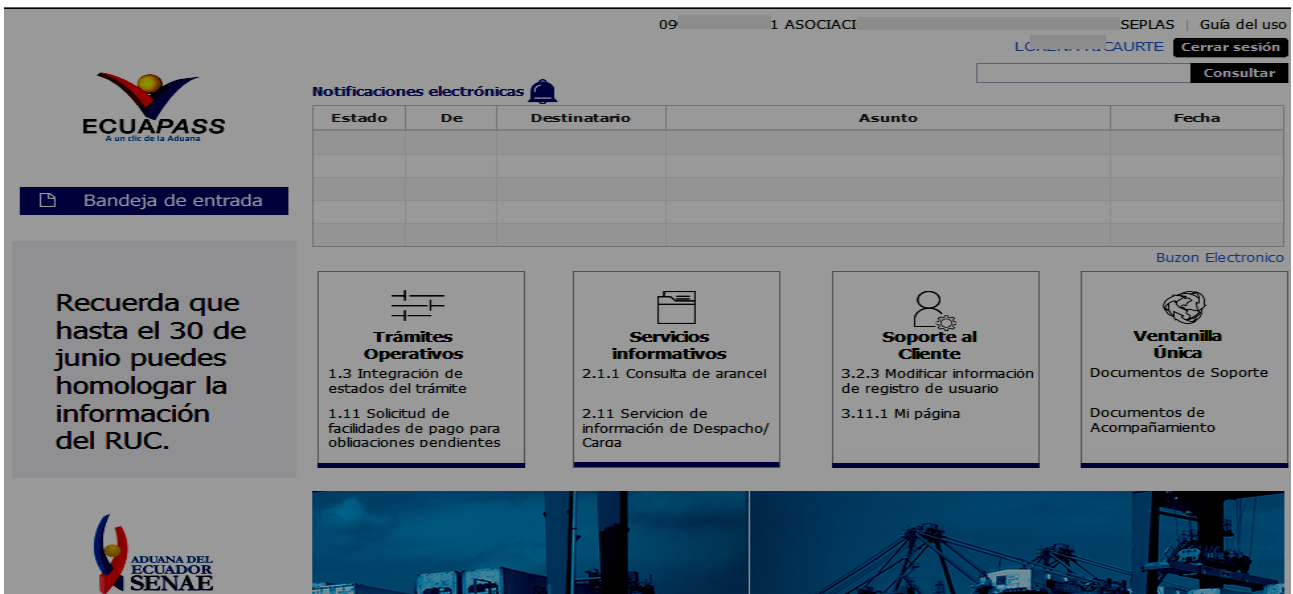 09 1 ASOCIACI SEPLAS | Guía del uso
RICAURTE Cerrar sesión
Consultar
ECUAPASS
A un clic de la Aduana
Notificaciones electrónicas
Estado De Destinatario Asunto Fecha
Bandeja de entrada
Buzon Electronico
Recuerda que
hasta el 30 de
junio puedes
homologar la
información
del RUC.
Trámites
Operativos
1.3 Integración de
estados del trámite
1.11 Solicitud de
facilidades de pago para
obligaciones pendientes
Servicios
informativos
2.1.1 Consulta de arancel
2.11 Servicion de
información de Despacho/
Carga
Soporte al
Cliente
3.2.3 Modificar información
de registro de usuario
3.11.1 Mi página
Ventanilla
Única
Documentos de Soporte
Documentos de
Acompañamiento
ADUANA DEL
ECUADOR
SENAE